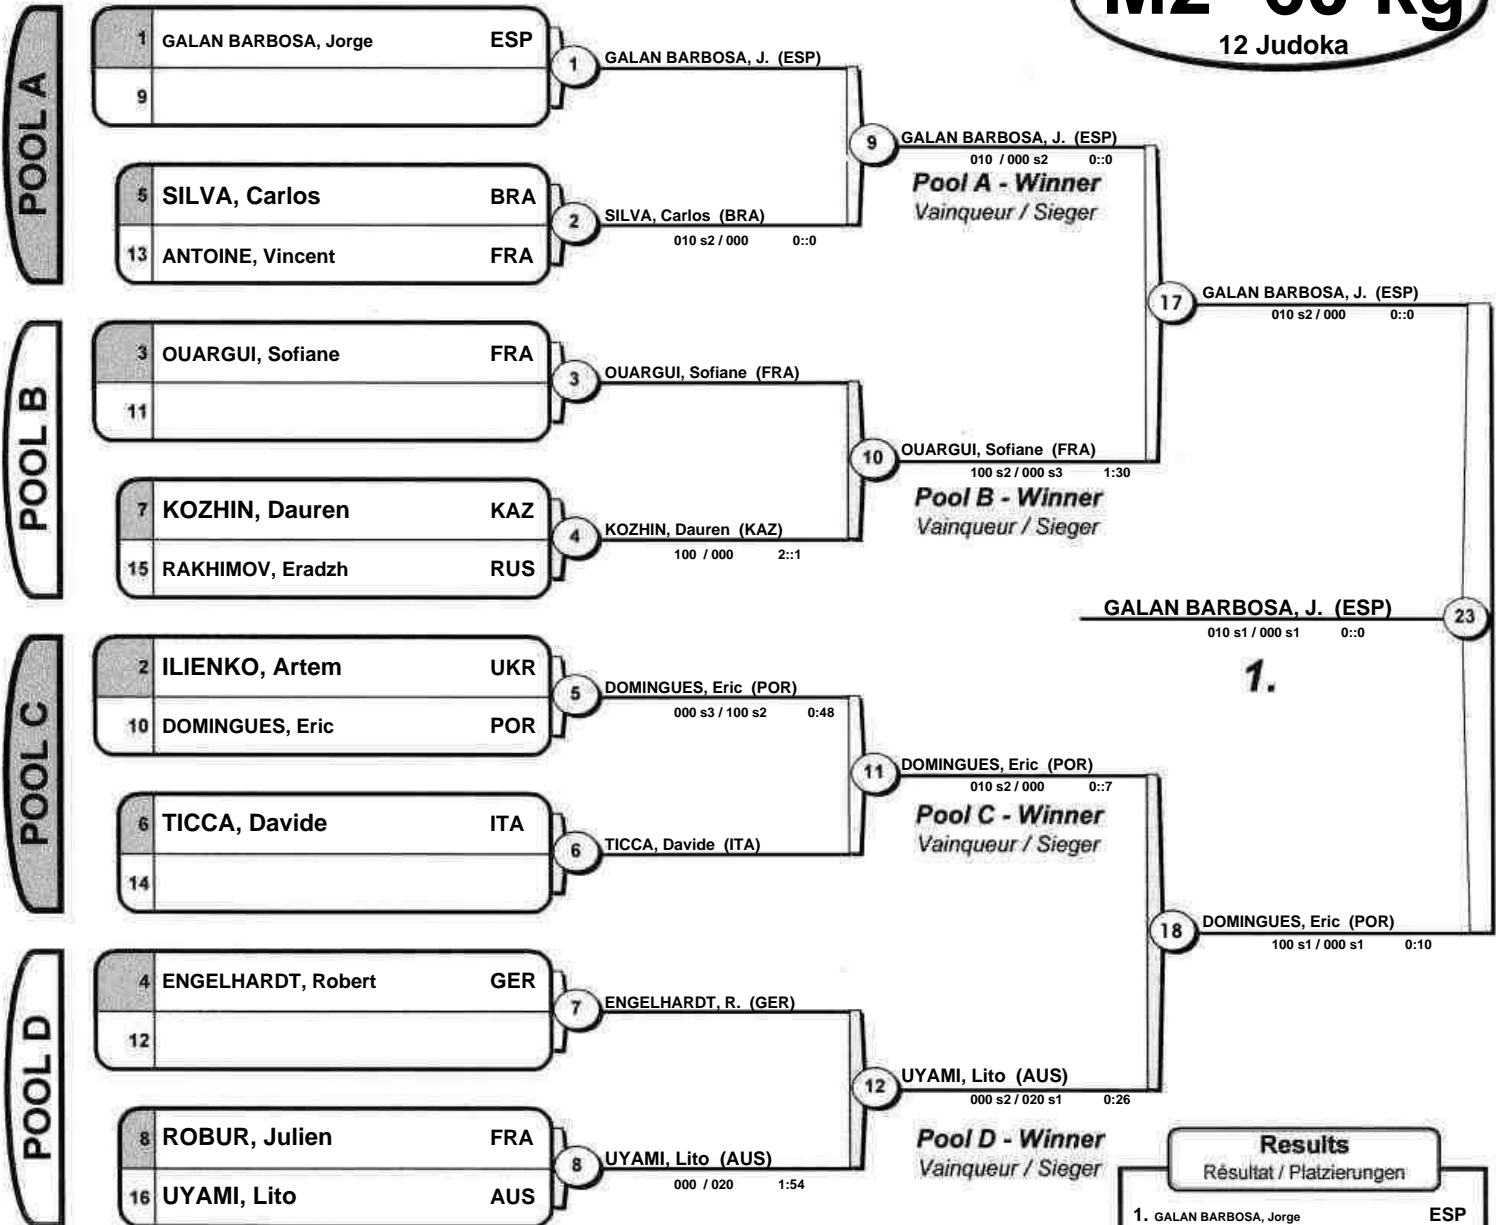 M2 -60 kg
12 Judoka
POOL A
1 GALAN BARBOSA, Jorge ESP
9
5 SILVA, Carlos BRA
13 ANTOINE, Vincent FRA
1 GALAN BARBOSA, J. (ESP)
2 SILVA, Carlos (BRA)
010 s2 / 000 0::0
9 GALAN BARBOSA, J. (ESP)
010 / 000 s2 0::0
Pool A - Winner
Vainqueur / Sieger
POOL B
3 OUARGUI, Sofiane FRA
11
7 KOZHIN, Dauren KAZ
15 RAKHIMOV, Eradzh RUS
3 OUARGUI, Sofiane (FRA)
4 KOZHIN, Dauren (KAZ)
100 / 000 2::1
10 OUARGUI, Sofiane (FRA)
100 s2 / 000 s3 1:30
Pool B - Winner
Vainqueur / Sieger
17 GALAN BARBOSA, J. (ESP)
010 s2 / 000 0::0
GALAN BARBOSA, J. (ESP) 23
010 s1 / 000 s1 0::0
1.
POOL C
2 ILIENKO, Artem UKR
10 DOMINGUES, Eric POR
6 TICCA, Davide ITA
14
5 DOMINGUES, Eric (POR)
000 s3 / 100 s2 0:48
6 TICCA, Davide (ITA)
11 DOMINGUES, Eric (POR)
010 s2 / 000 0::7
Pool C - Winner
Vainqueur / Sieger
18 DOMINGUES, Eric (POR)
100 s1 / 000 s1 0:10
POOL D
4 ENGELHARDT, Robert GER
12
8 ROBUR, Julien FRA
16 UYAMI, Lito AUS
7 ENGELHARDT, R. (GER)
8 UYAMI, Lito (AUS)
000 / 020 1:54
12 UYAMI, Lito (AUS)
000 s2 / 020 s1 0:26
Pool D - Winner
Vainqueur / Sieger
Results
Résultat / Platzierungen
1. GALAN BARBOSA, Jorge ESP